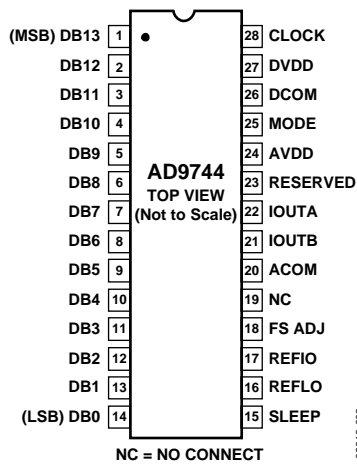 (MSB) DB13 1 28 CLOCK
DB12 2 27 DVDD
DB11 3 26 DCOM
DB10 4 25 MODE
DB9 5 24 AVDD
DB8 6 23 RESERVED
DB7 7 22 IOUTA
DB6 8 21 IOUTB
DB5 9 20 ACOM
DB4 10 19 NC
DB3 11 18 FS ADJ
DB2 12 17 REFIO
DB1 13 16 REFLO
(LSB) DB0 14 15 SLEEP
AD9744
TOP VIEW
(Not to Scale)
NC = NO CONNECT